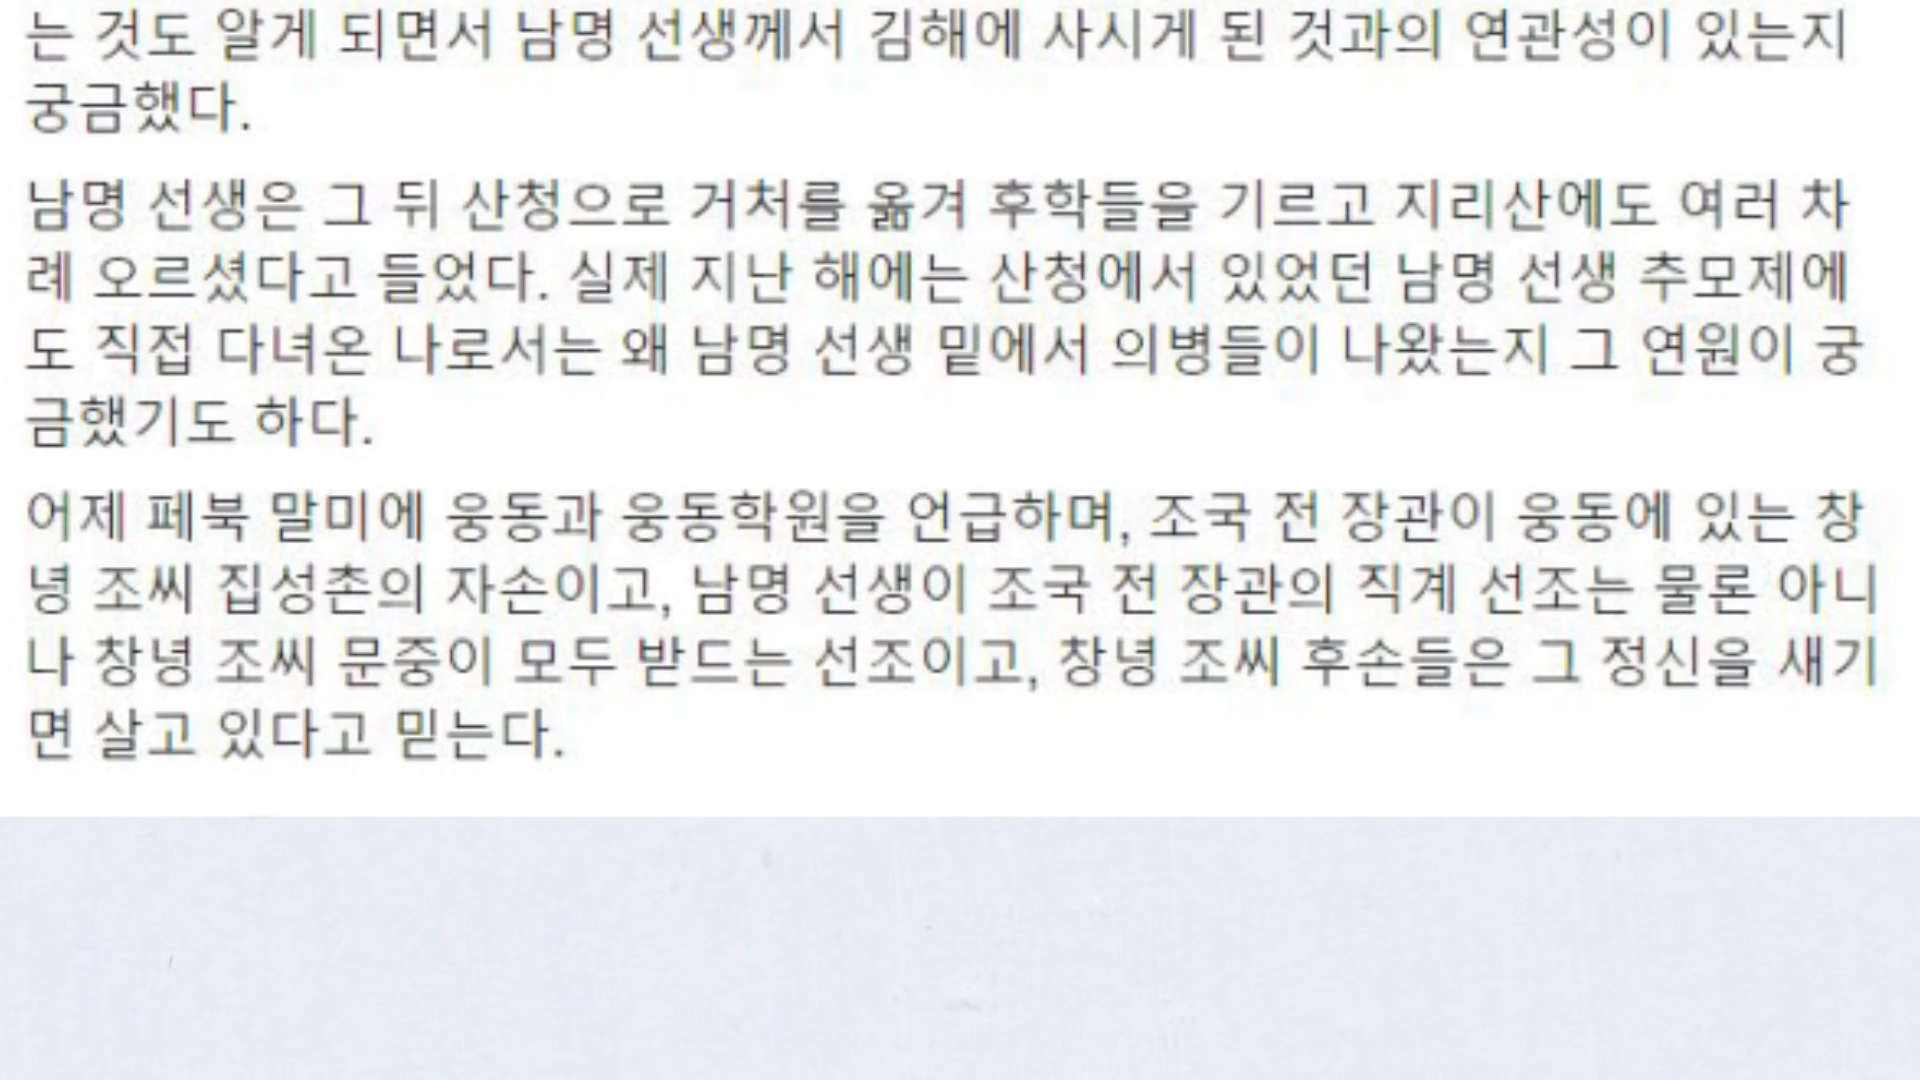 는 것도 알게 되면서 남명 선생께서 김해에 사시게 된 것과의 연관성이 있는지
궁금했다.
남명 선생은 그 뒤 산청으로 거처를 옮겨 후학들을 기르고 지리산에도 여러 차
례 오르셨다고 들었다. 실제 지난 해에는 산청에서 있었던 남명 선생 추모제에
도 직접 다녀온 나로서는 왜 남명 선생 밑에서 의병들이 나왔는지 그 연원이 궁
금했기도 하다.
어제 페북 말미에 웅동과 웅동학원을 언급하며, 조국 전 장관이 웅동에 있는 창
녕 조씨 집성촌의 자손이고, 남명 선생이 조국 전 장관의 직계 선조는 물론 아니
나 창녕 조씨 문중이 모두 받드는 선조이고, 창녕 조씨 후손들은 그 정신을 새기
면 살고 있다고 믿는다.